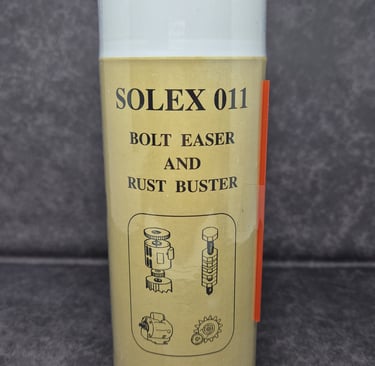 SOLEX 011
BOLT EASER
AND
RUST BUSTER